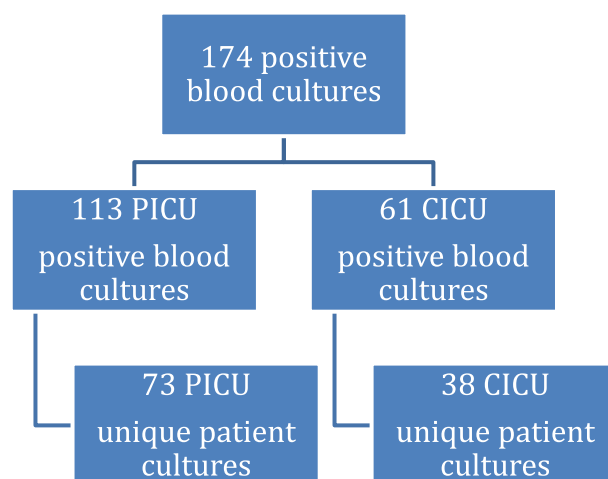 174 positive
blood cultures
113 PICU
positive blood
cultures
61 CICU
positive blood
cultures
73 PICU
unique patient
cultures
38 CICU
unique patient
cultures